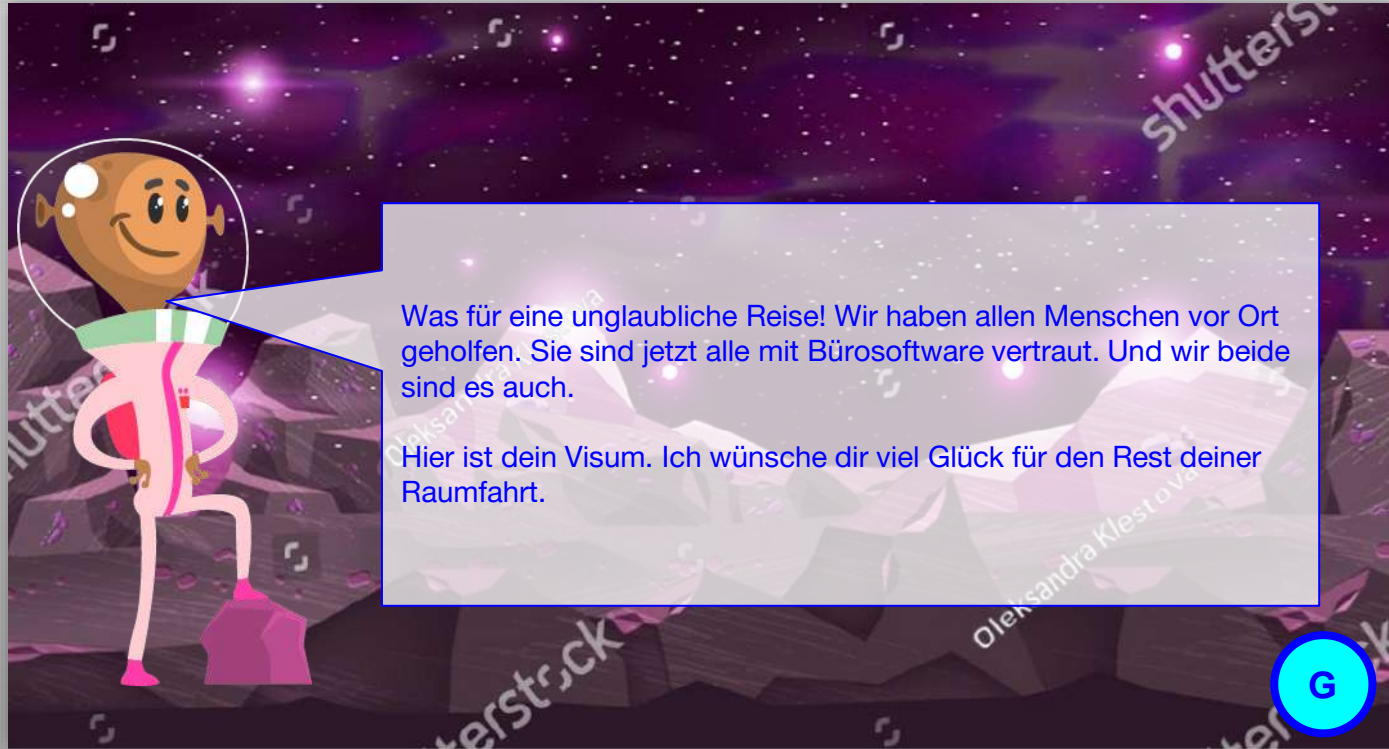 shutterst
Was für eine unglaubliche Reise! Wir haben allen Menschen vor Ort
geholfen. Sie sind jetzt alle mit Bürosoftware vertraut. Und wir beide
sind es auch.
Hier ist dein Visum. Ich wünsche dir viel Glück für den Rest deiner
Raumfahrt.
Oleksandra Klestova
G